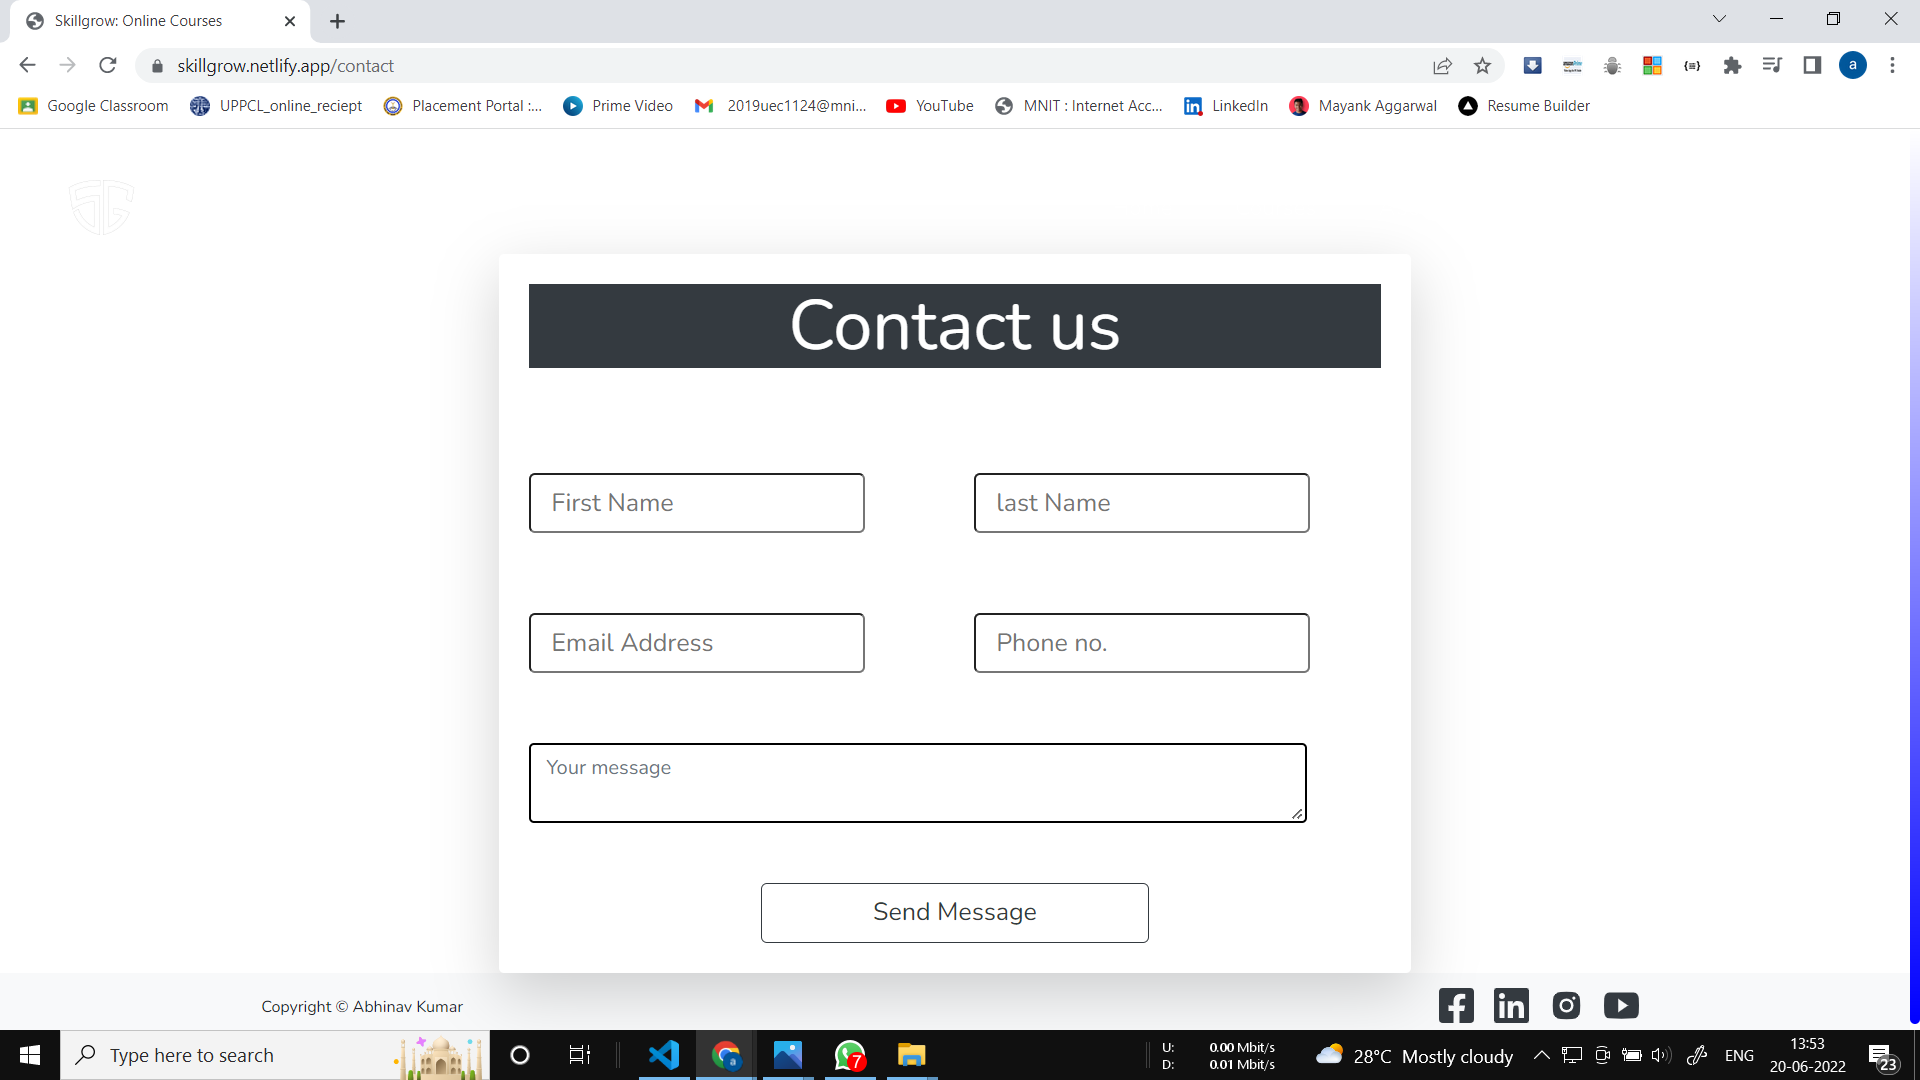 Skillgrow: Online Courses
skillgrow.netlify.app/contact
a
Google Classroom UPPCL_online_reciept Placement Portal :... Prime Video 2019uec1124@mni... YouTube MNIT : Internet Acc... LinkedIn Mayank Aggarwal Resume Builder
SG
Contact us
First Name last Name
Email Address Phone no.
Your message
Send Message
Copyright © Abhinav Kumar
Type here to search
7
U: 0.00 Mbit/s
D: 0.01 Mbit/s
28°C Mostly cloudy
ENG
13:53
20-06-2022
23